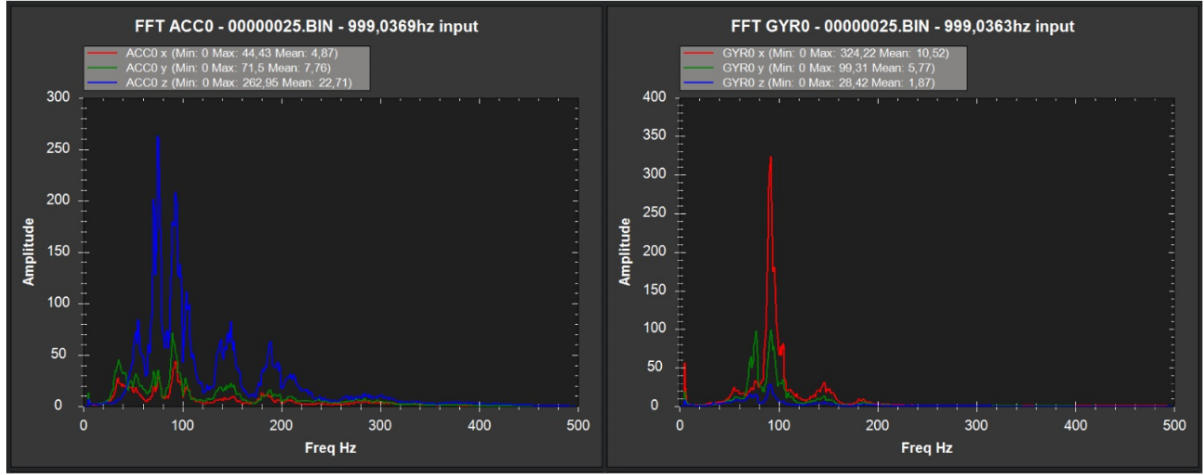 FFT ACC0 - 00000025.BIN - 999,0369hz input
ACC0 x (Min: 0 Max: 44,43 Mean: 4,87)
ACC0 y (Min: 0 Max: 71,5 Mean: 7,76)
ACC0 z (Min: 0 Max: 262,95 Mean: 22,71)
300
250
200
150
100
50
0
Amplitude
0 100 200 300 400 500
Freq Hz
FFT GYR0 - 00000025.BIN - 999,0363hz input
GYR0 x (Min: 0 Max: 324,22 Mean: 10,52)
GYR0 y (Min: 0 Max: 99,31 Mean: 5,77)
GYR0 z (Min: 0 Max: 28,42 Mean: 1,87)
400
350
300
250
200
150
100
50
0
Amplitude
0 100 200 300 400 500
Freq Hz